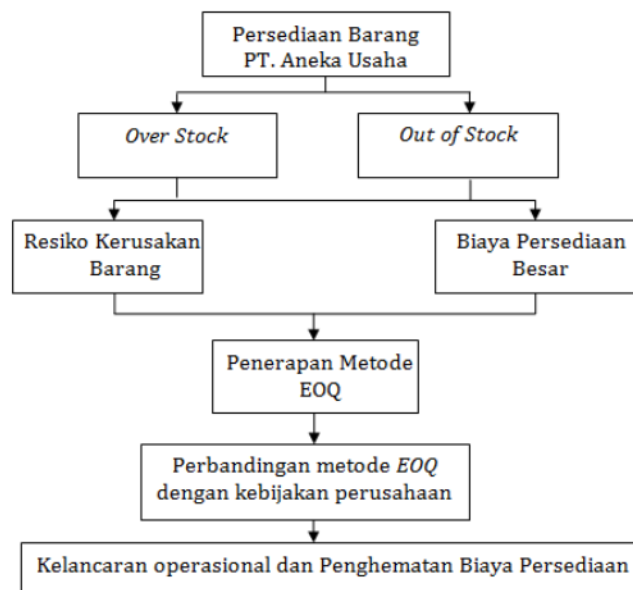 Persediaan Barang
PT. Aneka Usaha
Over Stock
Out of Stock
Resiko Kerusakan
Barang
Biaya Persediaan
Besar
Penerapan Metode
EOQ
Perbandingan metode EOQ
dengan kebijakan perusahaan
Kelancaran operasional dan Penghematan Biaya Persediaan